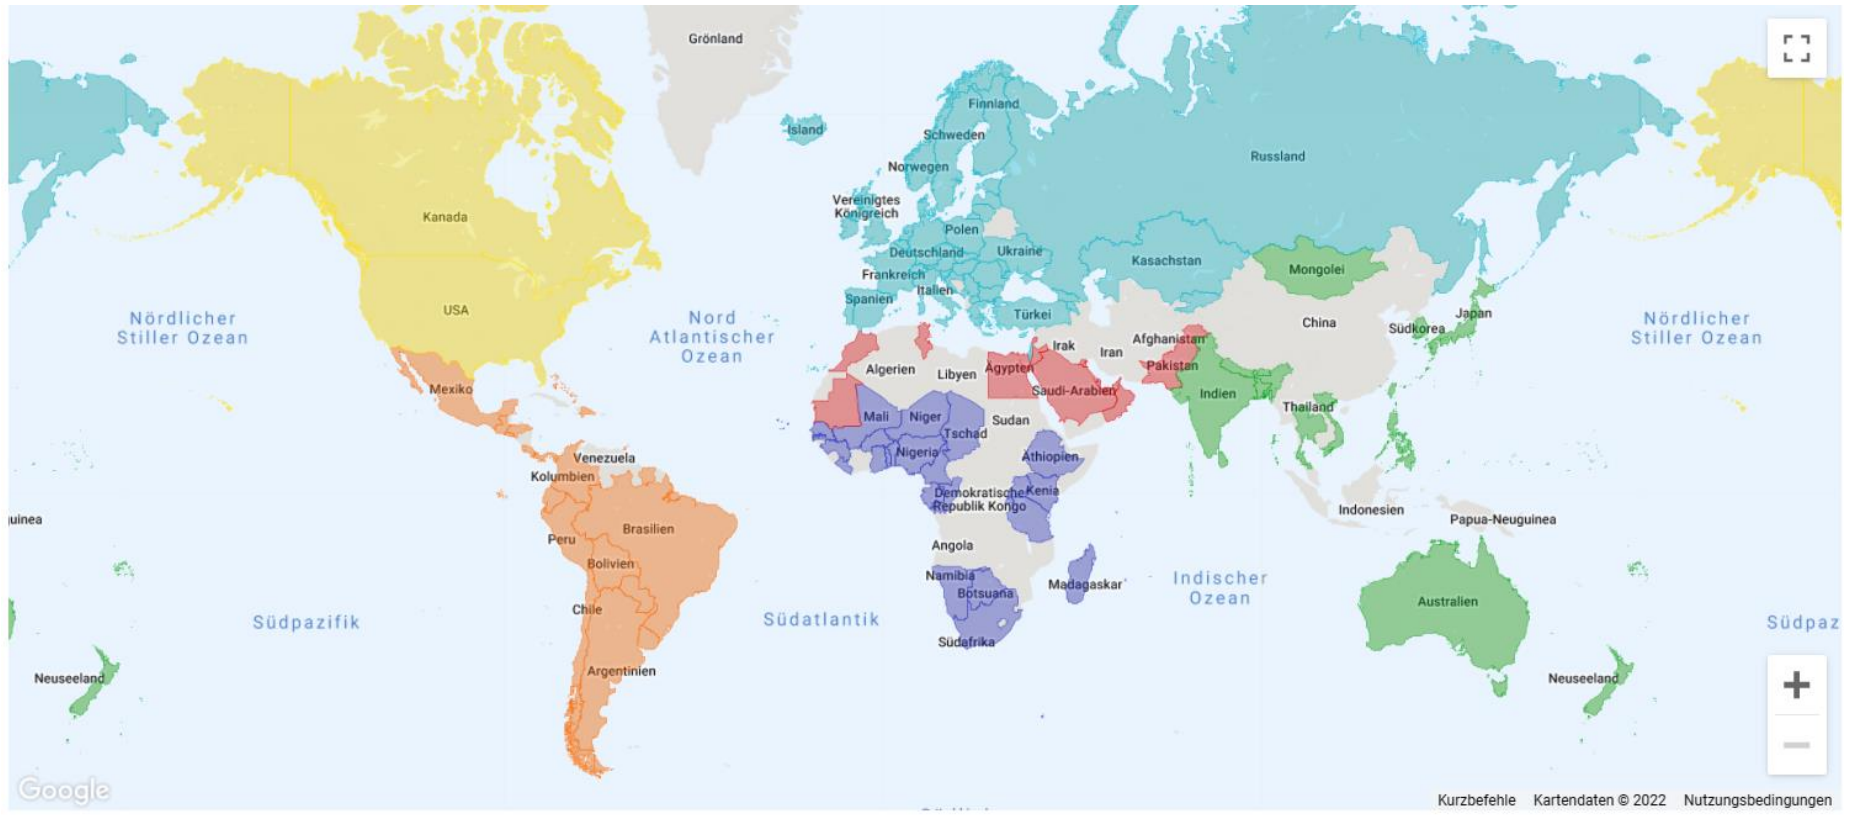 Grönland
Finnland
Island
Schweden
Russland
Norwegen
Vereinigtes
Königreich
Kanada
Polen
Deutschland
Ukraine
Kasachstan
Mongolei
Frankreich
Italien
Spanien
Türkei
USA
Nördlicher
Stiller Ozean
Nord
Atlantischer
Ozean
China
Japan
Südkorea
Nördlicher
Stiller Ozean
Afghanistan
Irak
Iran
Algerien
Libyen
Ägypten
Pakistan
Mexiko
Saudi-Arabien
Indien
Thailand
Mali
Niger
Sudan
Tschad
Nigeria
Äthiopien
Venezuela
Kolumbien
Demokratische
Republik Kongo
Kenia
Indonesien
Papua-Neuguinea
uinea
Brasilien
Peru
Angola
Bolivien
Namibia
Botsuana
Madagaskar
Indischer
Ozean
Australien
Chile
Südpazifik
Südatlantik
Südpaz
Südafrika
Argentinien
Neuseeland
Neuseeland
Google
Kurzbefehle Kartendaten © 2022 Nutzungsbedingungen